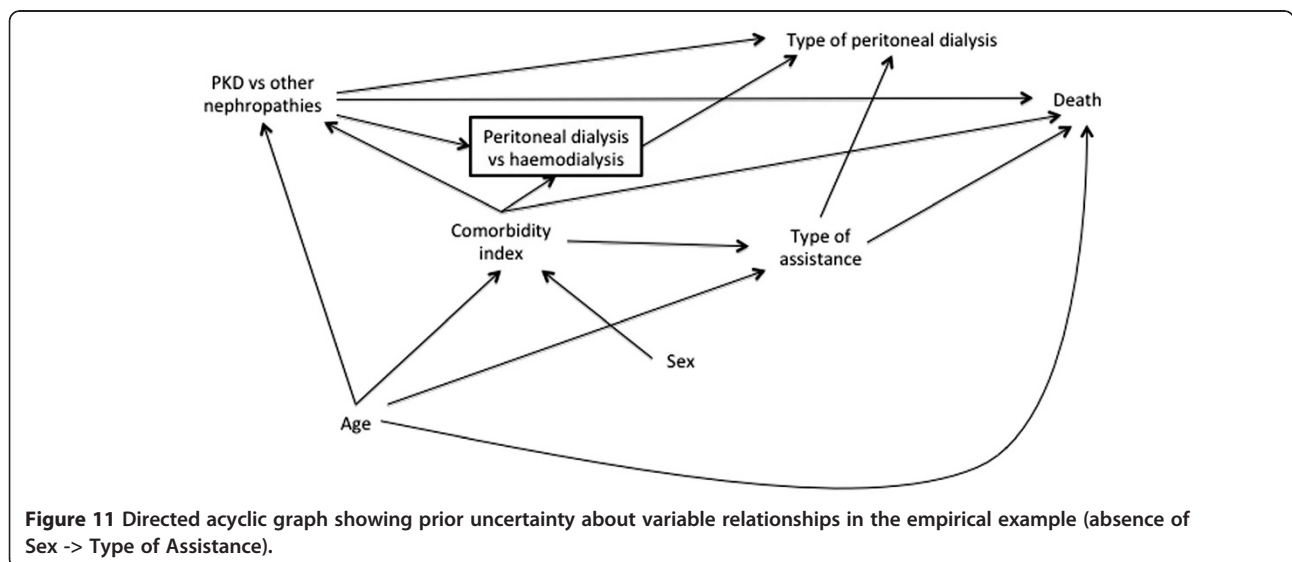 Type of peritoneal dialysis
PKD vs other
nephropathies
Death
Peritoneal dialysis
vs haemodialysis
Comorbidity
index
Type of
assistance
Sex
Age
Figure 11 Directed acyclic graph showing prior uncertainty about variable relationships in the empirical example (absence of
Sex -> Type of Assistance).